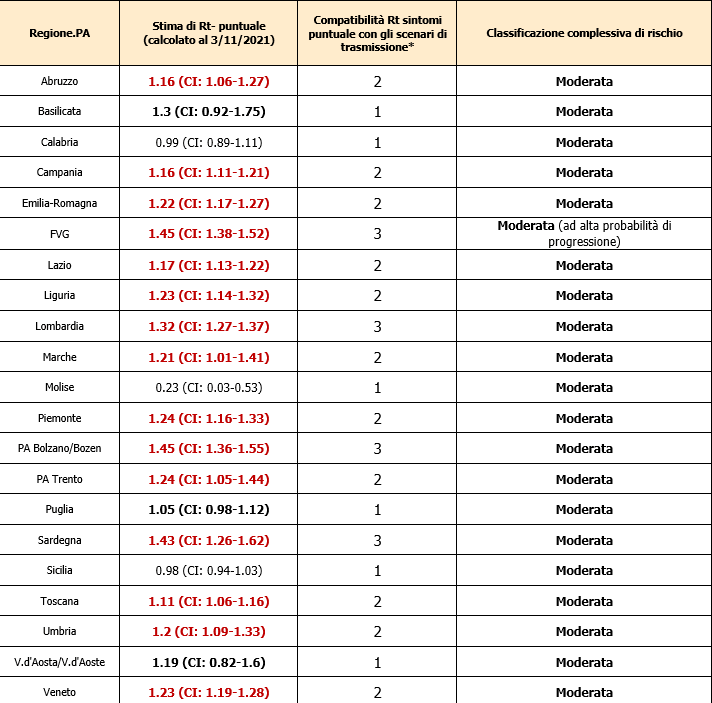 Regione.PA
Stima di Rt- puntuale
(calcolato al 3/11/2021)
Compatibilità Rt sintomi
puntuale con gli scenari di
trasmissione*
Classificazione complessiva di rischio
Abruzzo 1.16 (CI: 1.06-1.27) 2 Moderata
Basilicata 1.3 (CI: 0.92-1.75) 1 Moderata
Calabria 0.99 (CI: 0.89-1.11) 1 Moderata
Campania 1.16 (CI: 1.11-1.21) 2 Moderata
Emilia-Romagna 1.22 (CI: 1.17-1.27) 2 Moderata
FVG 1.45 (CI: 1.38-1.52) 3 Moderata (ad alta probabilità di
progressione)
Lazio 1.17 (CI: 1.13-1.22) 2 Moderata
Liguria 1.23 (CI: 1.14-1.32) 2 Moderata
Lombardia 1.32 (CI: 1.27-1.37) 3 Moderata
Marche 1.21 (CI: 1.01-1.41) 2 Moderata
Molise 0.23 (CI: 0.03-0.53) 1 Moderata
Piemonte 1.24 (CI: 1.16-1.33) 2 Moderata
PA Bolzano/Bozen 1.45 (CI: 1.36-1.55) 3 Moderata
PA Trento 1.24 (CI: 1.05-1.44) 2 Moderata
Puglia 1.05 (CI: 0.98-1.12) 1 Moderata
Sardegna 1.43 (CI: 1.26-1.62) 3 Moderata
Sicilia 0.98 (CI: 0.94-1.03) 1 Moderata
Toscana 1.11 (CI: 1.06-1.16) 2 Moderata
Umbria 1.2 (CI: 1.09-1.33) 2 Moderata
V.d'Aosta/V.d'Aoste 1.19 (CI: 0.82-1.6) 1 Moderata
Veneto 1.23 (CI: 1.19-1.28) 2 Moderata